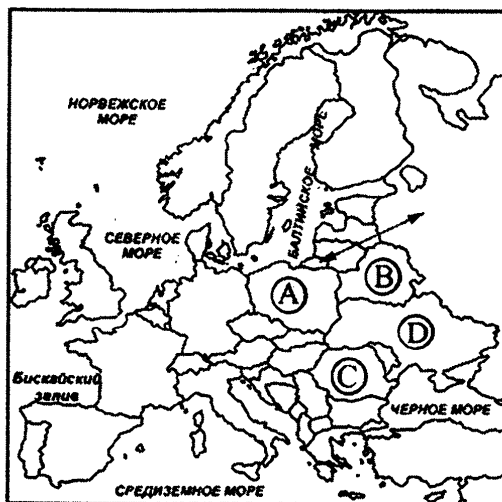 НОРВЕЖСКОЕ
МОРЕ
БАЛТИЙСКОЕ МОРЕ
СЕВЕРНОЕ
МОРЕ
A
B
D
C
Бискайский
залив
ЧЕРНОЕ МОРЕ
СРЕДИЗЕМНОЕ МОРЕ